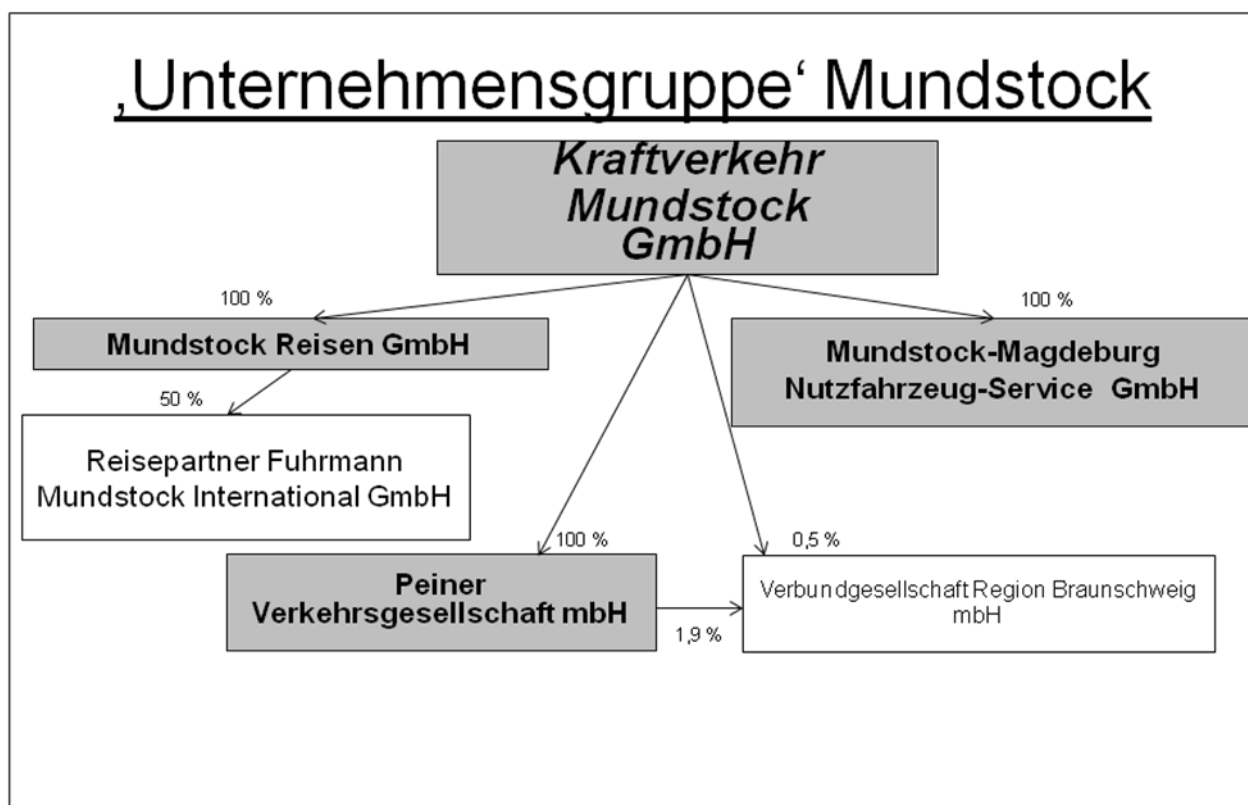 ‚Unternehmensgruppe‘ Mundstock
Kraftverkehr
Mundstock
GmbH
100 %
100 %
Mundstock Reisen GmbH
Mundstock-Magdeburg
Nutzfahrzeug-Service GmbH
50 %
Reisepartner Fuhrmann
Mundstock International GmbH
100 %
0,5 %
Peiner
Verkehrsgesellschaft mbH
Verbundgesellschaft Region Braunschweig
mbH
1,9 %